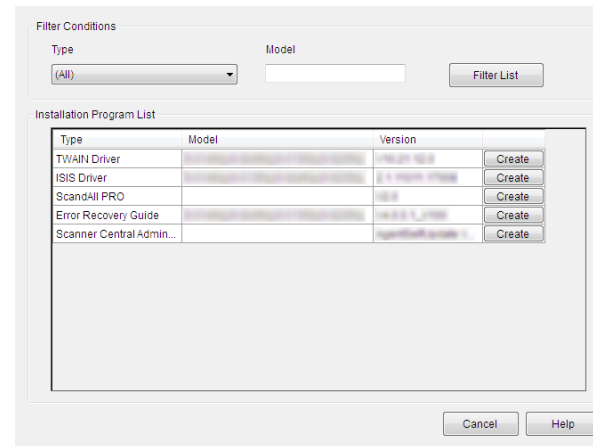 Filter Conditions
Type Model
(All) Filter List
Installation Program List
Type Model Version
TWAIN Driver Create
ISIS Driver Create
ScandAll PRO Create
Error Recovery Guide Create
Scanner Central Admin... Create
Cancel Help